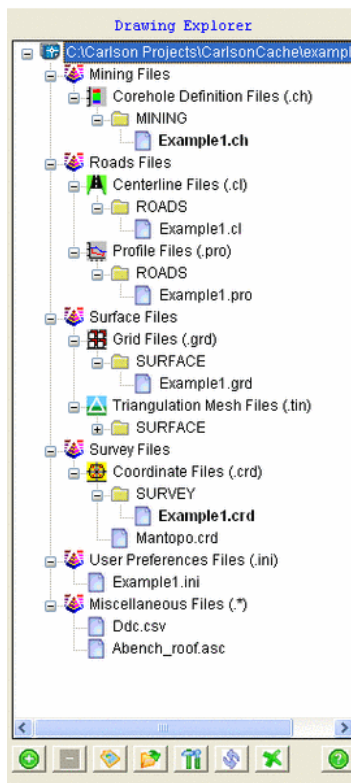 Drawing Explorer
C:\Carlson Projects\CarlsonCache\exampl
Mining Files
Corehole Definition Files (.ch)
MINING
Example1.ch
Roads Files
Centerline Files (.cl)
ROADS
Example1.cl
Profile Files (.pro)
ROADS
Example1.pro
Surface Files
Grid Files (.grd)
SURFACE
Example1.grd
Triangulation Mesh Files (.tin)
SURFACE
Survey Files
Coordinate Files (.crd)
SURVEY
Example1.crd
Mantopo.crd
User Preferences Files (.ini)
Example1.ini
Miscellaneous Files (.*)
Ddc.csv
Abench_roof.asc